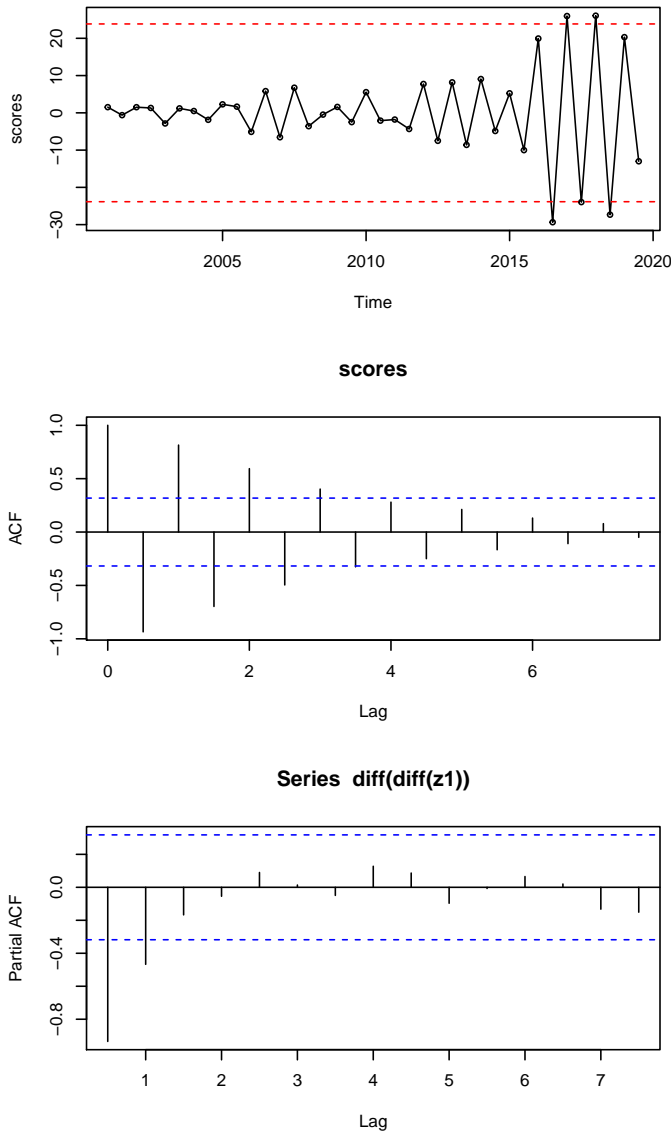 scores
20
10
0
−10
−30
2005 2010 2015 2020
Time
scores
ACF
1.0
0.5
0.0
−0.5
−1.0
0 2 4 6
Lag
Series diff(diff(z1))
Partial ACF
0.0
−0.4
−0.8
1 2 3 4 5 6 7
Lag